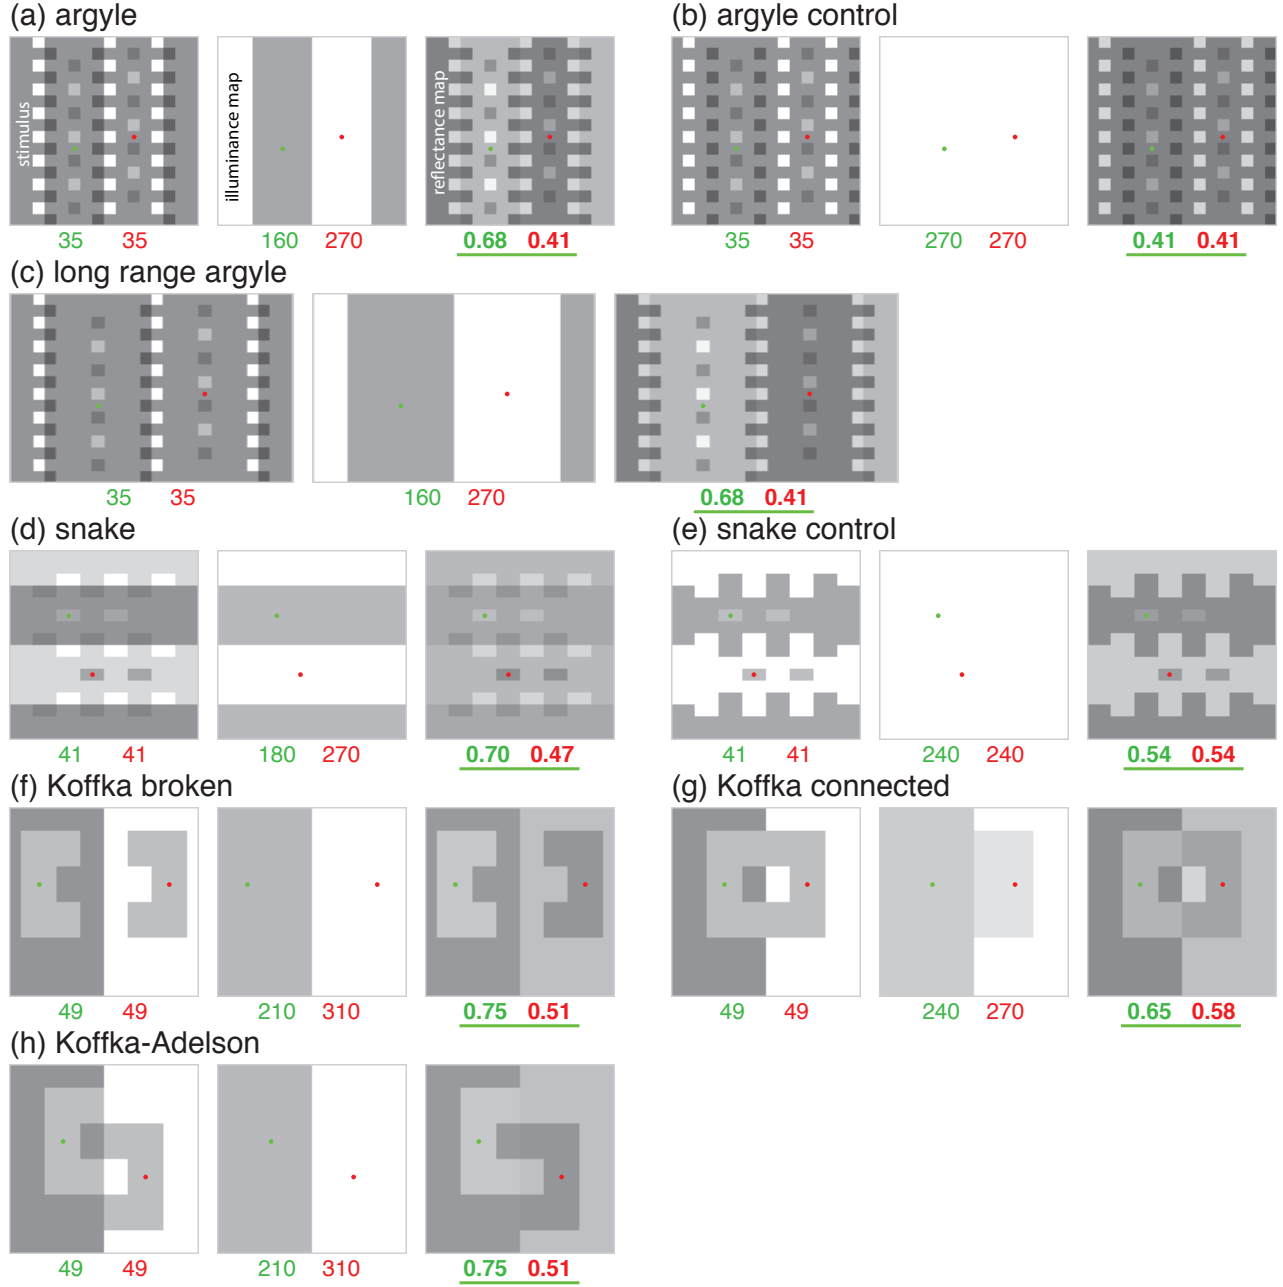 (a) argyle
(b) argyle control
stimulus
illuminance map
reflectance map
35 35
160 270
0.68 0.41
35 35
270 270
0.41 0.41
(c) long range argyle
35 35
160 270
0.68 0.41
(d) snake
(e) snake control
41 41
180 270
0.70 0.47
41 41
240 240
0.54 0.54
(f) Koffka broken
(g) Koffka connected
49 49
210 310
0.75 0.51
49 49
240 270
0.65 0.58
(h) Koffka-Adelson
49 49
210 310
0.75 0.51